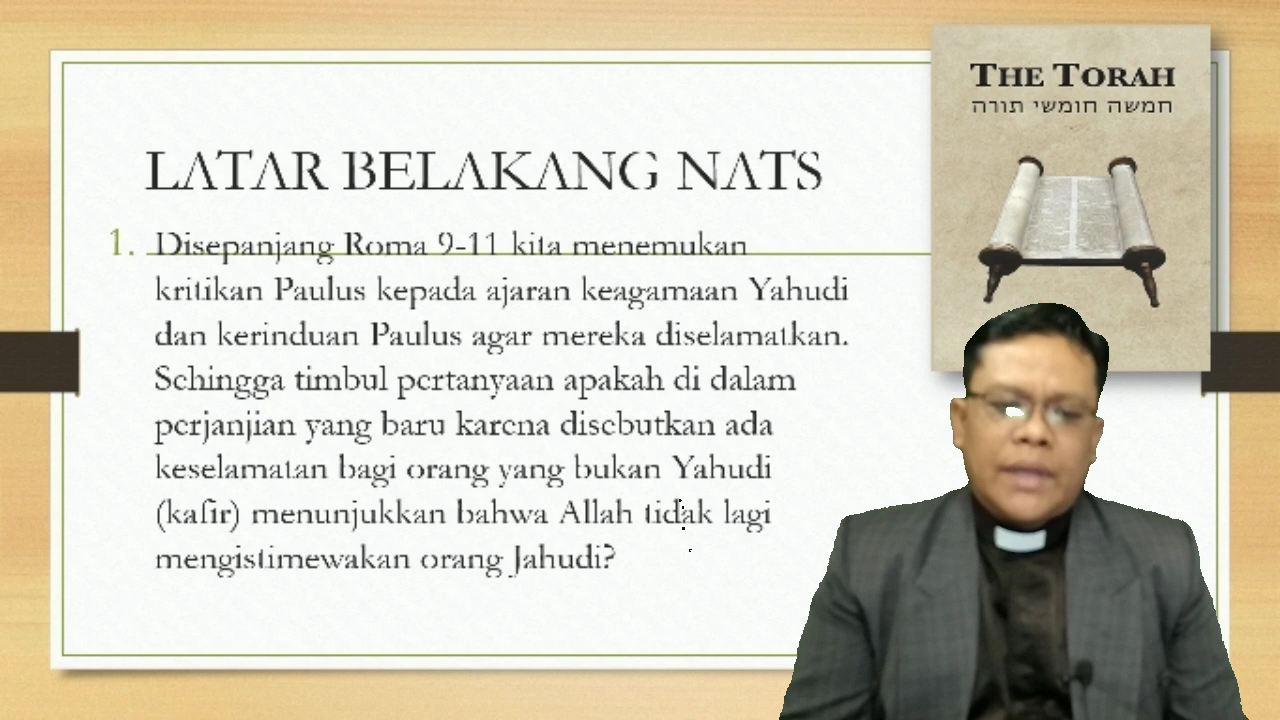 THE TORAH
חמשה חומשי תורה
LATAR BELAKANG NATS
1. Disepanjang Roma 9-11 kita menemukan
kritikan Paulus kepada ajaran keagamaan Yahudi
dan kerinduan Paulus agar mereka diselamatkan.
Sehingga timbul pertanyaan apakah di dalam
perjanjian yang baru karena disebutkan ada
keselamatan bagi orang yang bukan Yahudi
(kafir) menunjukkan bahwa Allah tidak lagi
mengistimewakan orang Jahudi?